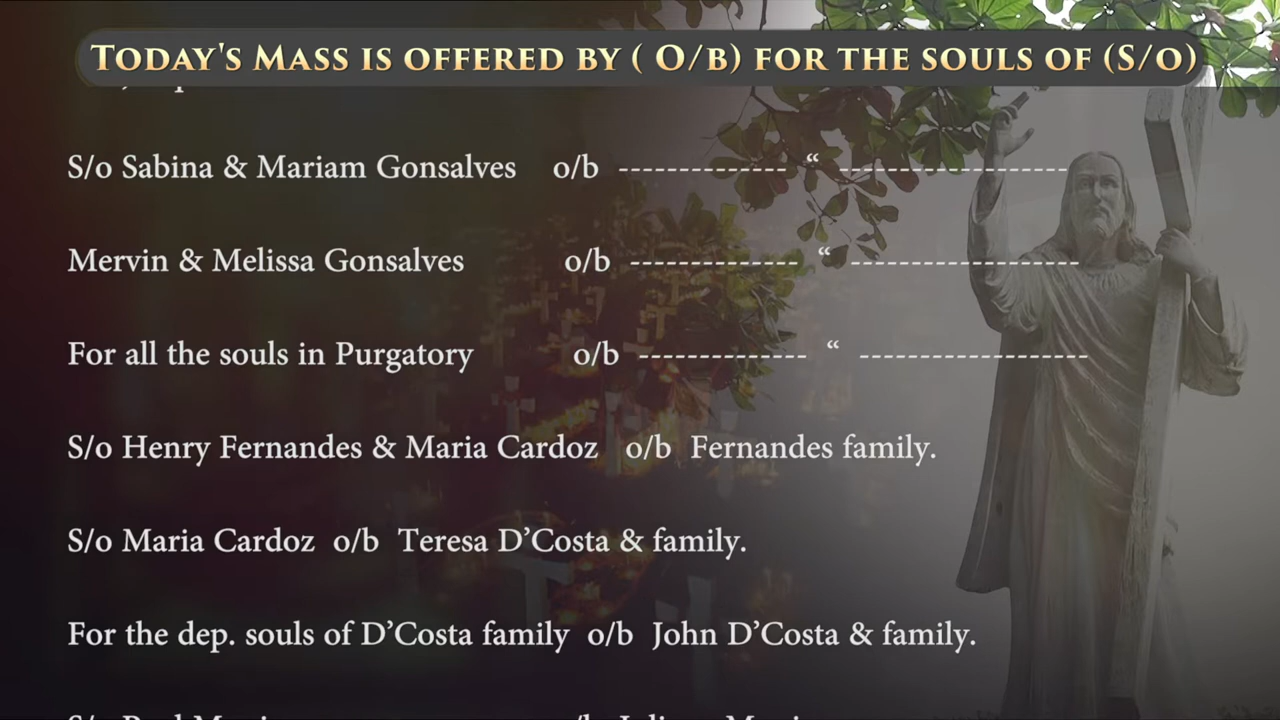 TODAY'S MASS IS OFFERED BY ( O/B) FOR THE SOULS OF (S/O)
S/o Sabina & Mariam Gonsalves o/b -------------- “ -------------------
Mervin & Melissa Gonsalves o/b -------------- “ -------------------
For all the souls in Purgatory o/b -------------- “ -------------------
S/o Henry Fernandes & Maria Cardoz o/b Fernandes family.
S/o Maria Cardoz o/b Teresa D’Costa & family.
For the dep. souls of D’Costa family o/b John D’Costa & family.